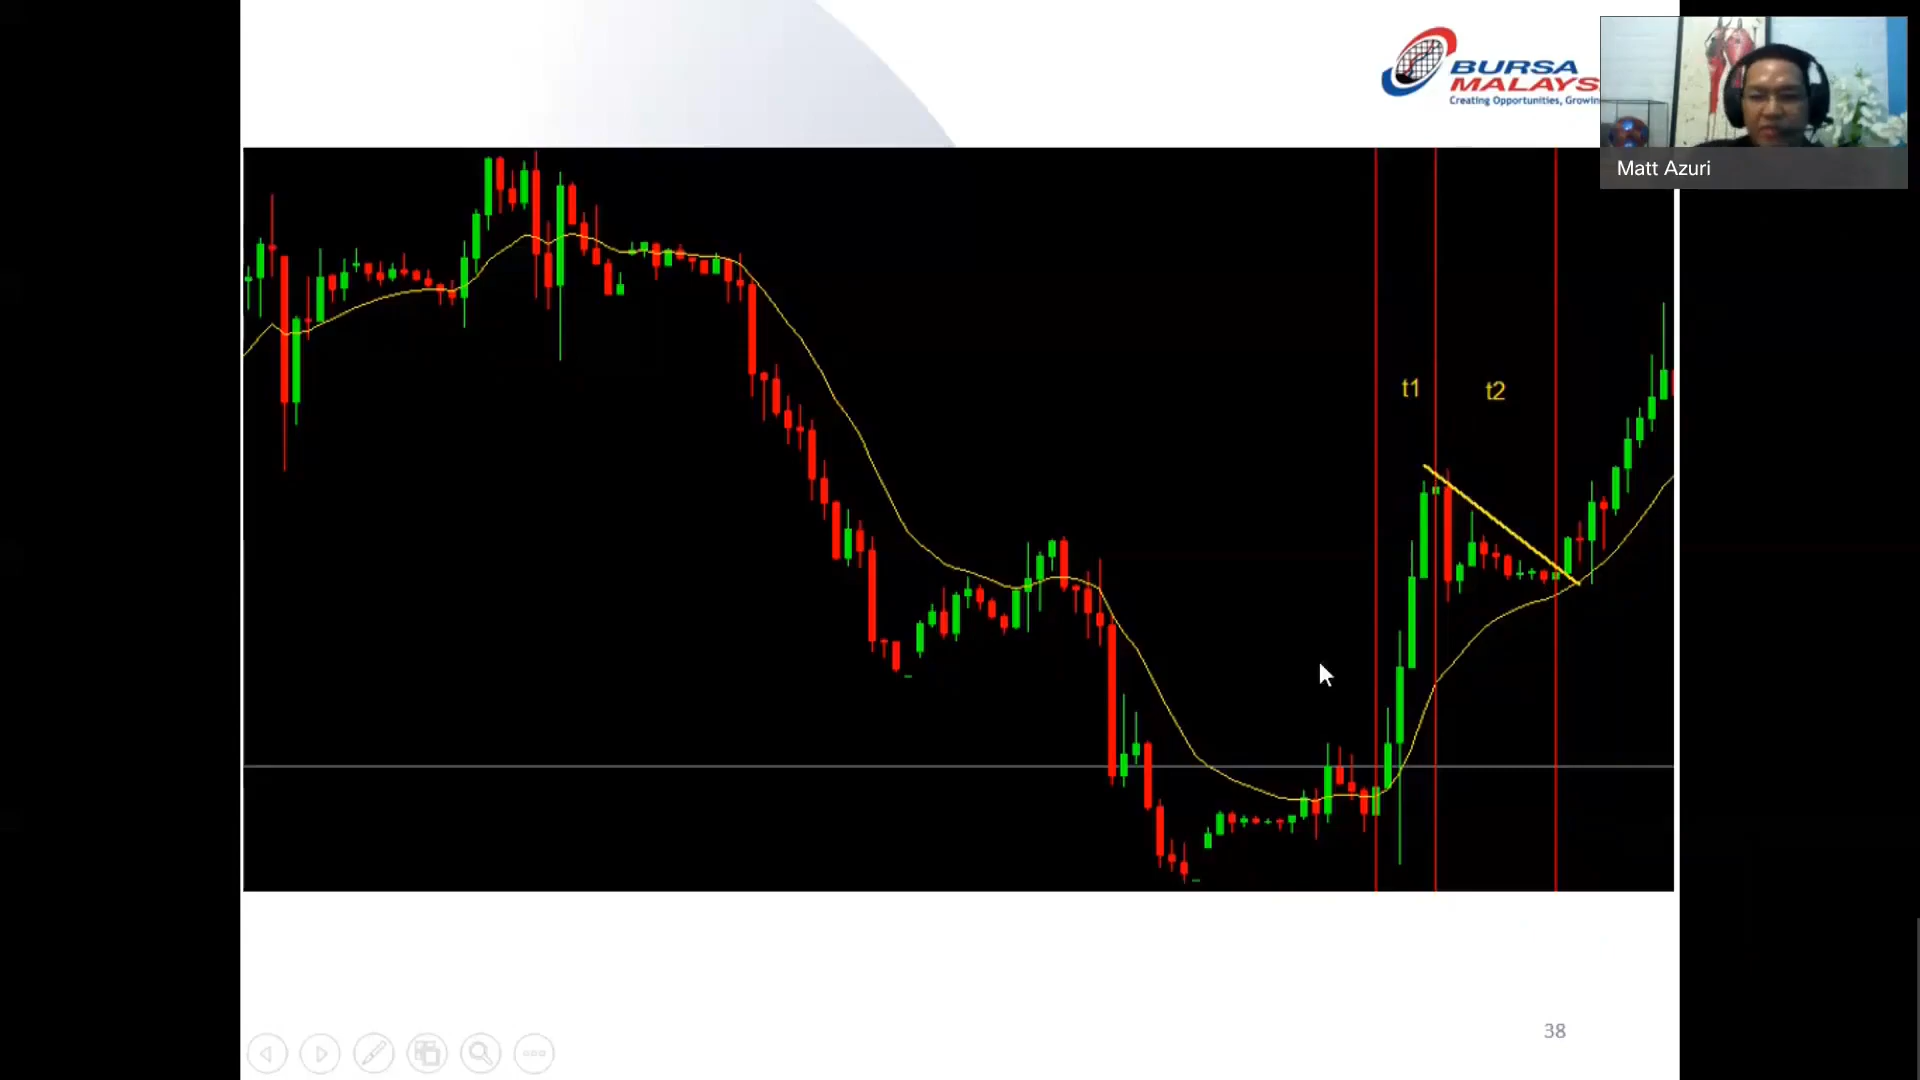 BURSA
MALAYS
Creating Opportunities, Growin
Matt Azuri
t1
t2
38